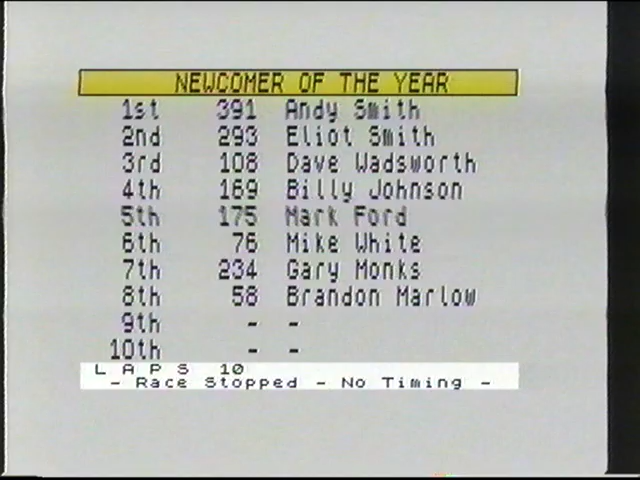 NEWCOMER OF THE YEAR
1st 391 Andy Smith
2nd 293 Eliot Smith
3rd 108 Dave Wadsworth
4th 169 Billy Johnson
5th 175 Mark Ford
6th 76 Mike White
7th 234 Gary Monks
8th 58 Brandon Marlow
9th - -
10th - -
LAPS 10
- Race Stopped - No Timing -